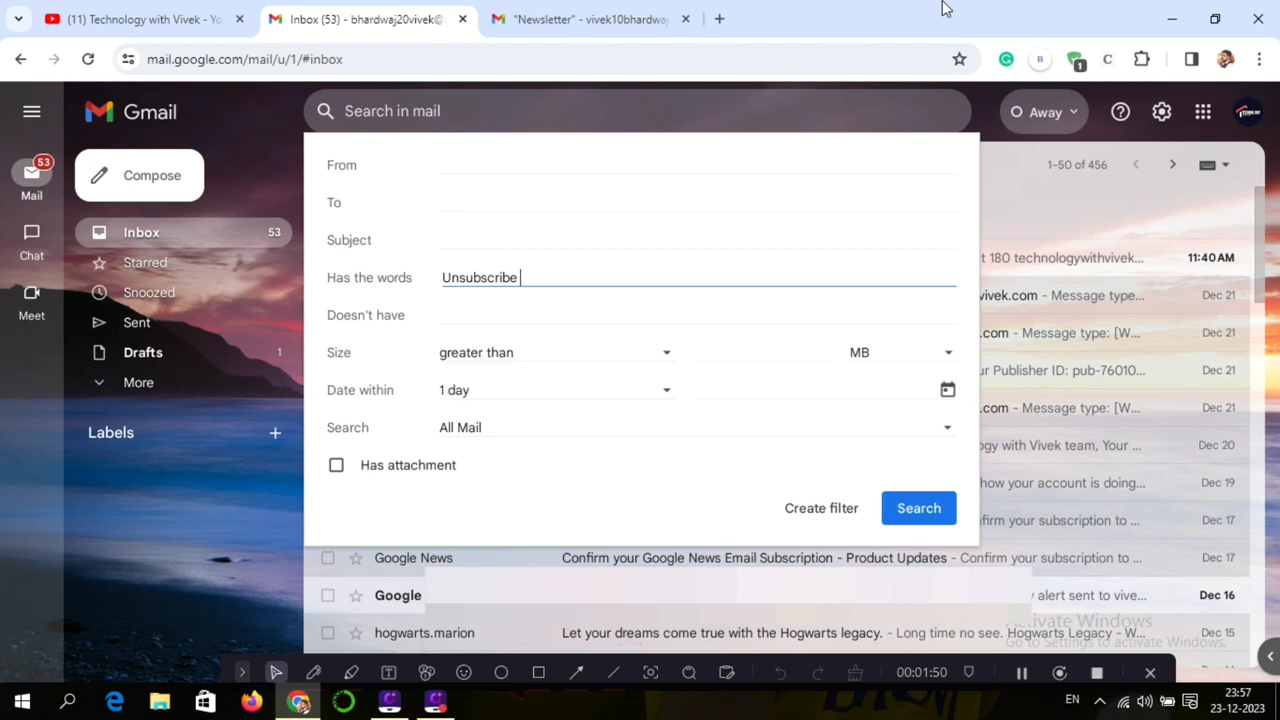 (11) Technology with Vivek - Yo
Inbox (53) - bhardwaj20vivek@
"Newsletter" - vivek10bhardwaj
mail.google.com/mail/u/1/#inbox
B
1
C
Gmail
Search in mail
Away
53
Mail
Chat
Meet
Compose
Inbox 53
Starred
Snoozed
Sent
Drafts 1
More
Labels
From
To
Subject
Has the words Unsubscribe
Doesn't have
Size greater than MB
Date within 1 day
Search All Mail
Has attachment
Create filter Search
1–50 of 456
t 180 technologywithvivek... 11:40AM
vivek.com - Message type... Dec 21
.com - Message type: [W... Dec 21
ur Publisher ID: pub-76010... Dec 21
.com - Message type: [W... Dec 21
ogy with Vivek team, Your ... Dec 20
how your account is doing... Dec 19
nfirm your subscription to ... Dec 17
Google News Confirm your Google News Email Subscription - Product Updates - Confirm your subscription to ... Dec 17
Google y alert sent to vive... Dec 16
hogwarts.marion Let your dreams come true with the Hogwarts legacy. - Long time no see. Hogwarts Legacy - W... Dec 15
Activate Windows
Go to Settings to activate Windows.
00:01:50
EN
23:57
23-12-2023